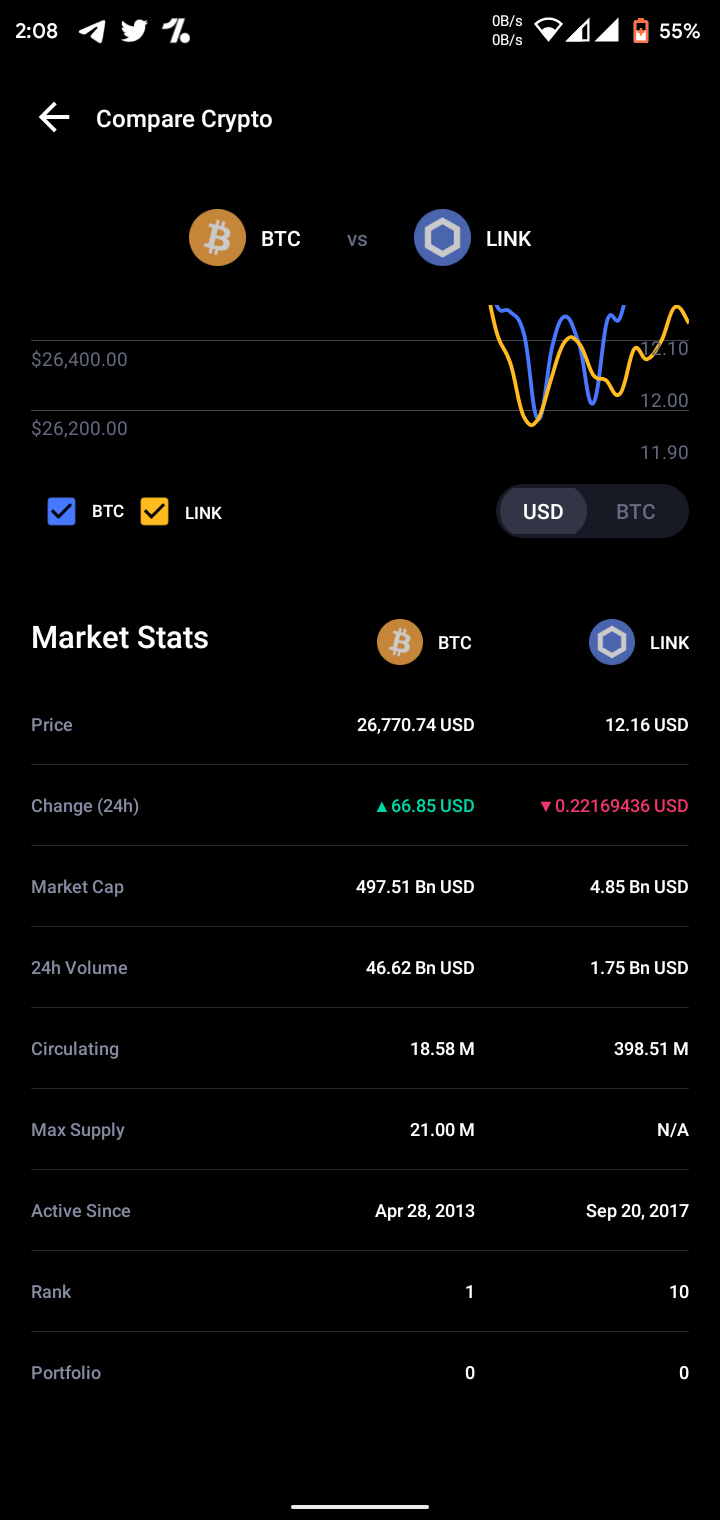 2:08
0B/s
0B/s
55%
Compare Crypto
BTC vs LINK
12.10
$26,400.00
12.00
$26,200.00
11.90
BTC LINK USD BTC
Market Stats BTC LINK
Price 26,770.74 USD 12.16 USD
Change (24h) ▲66.85 USD ▼0.22169436 USD
Market Cap 497.51 Bn USD 4.85 Bn USD
24h Volume 46.62 Bn USD 1.75 Bn USD
Circulating 18.58 M 398.51 M
Max Supply 21.00 M N/A
Active Since Apr 28, 2013 Sep 20, 2017
Rank 1 10
Portfolio 0 0